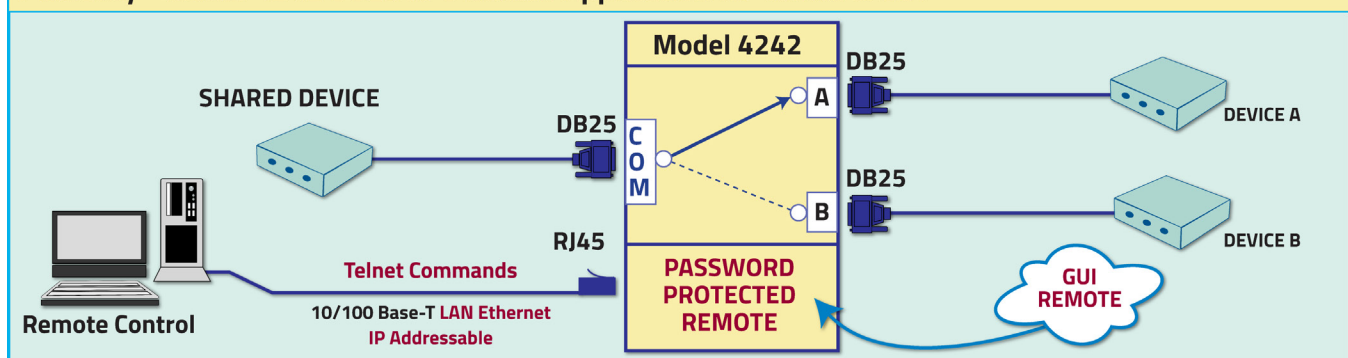 Model 4242
SHARED DEVICE
DB25
COM
A
DB25
DEVICE A
B
DB25
DEVICE B
RJ45
Telnet Commands
10/100 Base-T LAN Ethernet
IP Addressable
Remote Control
PASSWORD
PROTECTED
REMOTE
GUI
REMOTE